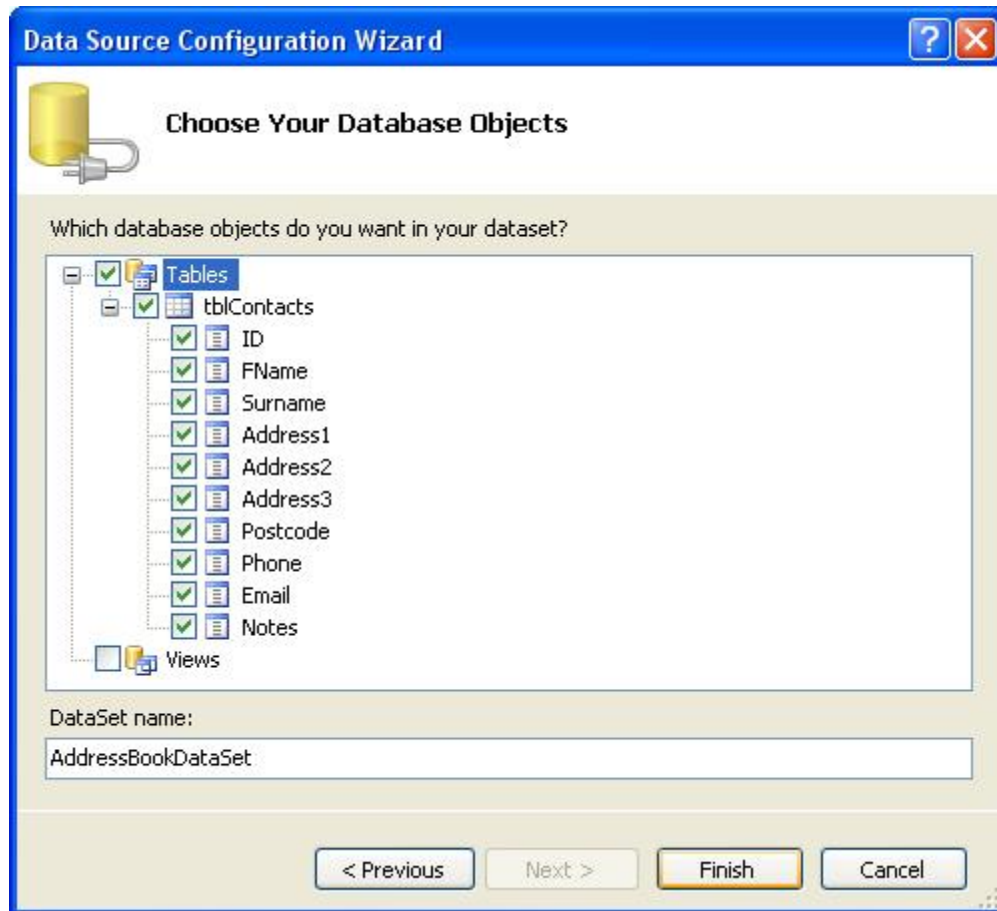 Data Source Configuration Wizard
Choose Your Database Objects
Which database objects do you want in your dataset?
Tables
tblContacts
ID
FName
Surname
Address1
Address2
Address3
Postcode
Phone
Email
Notes
Views
DataSet name:
AddressBookDataSet
< Previous Next > Finish Cancel